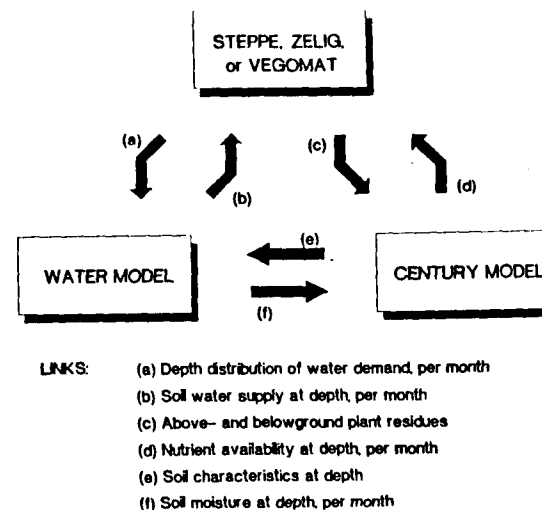 STEPPE, ZELIG,
or VEGOMAT
(a)
(b)
(c)
(d)
WATER MODEL
(e)
(f)
CENTURY MODEL
LINKS:
(a) Depth distribution of water demand, per month
(b) Soil water supply at depth, per month
(c) Above- and belowground plant residues
(d) Nutrient availability at depth, per month
(e) Soil characteristics at depth
(f) Soil moisture at depth, per month